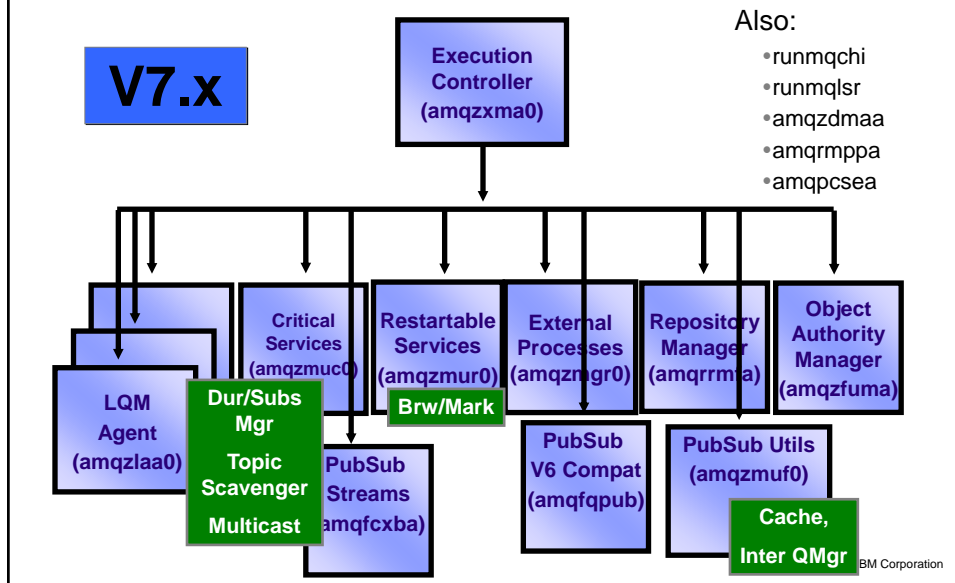 V7.x
Execution
Controller
(amqzxma0)
Also:
•runmqchi
•runmqlsr
•amqzdmaa
•amqrmppa
•amqpcsea
LQM
Agent
(amqzlaa0)
Critical
Services
(amqzmuc0)
Dur/Subs
Mgr
Topic
Scavenger
Multicast
Restartable
Services
(amqzmur0)
Brw/Mark
External
Processes
(amqzmgr0)
Repository
Manager
(amqrrmfa)
Object
Authority
Manager
(amqzfuma)
PubSub
Streams
(amqfcxba)
PubSub
V6 Compat
(amqfqpub)
PubSub Utils
(amqzmuf0)
Cache,
Inter QMgr
BM Corporation